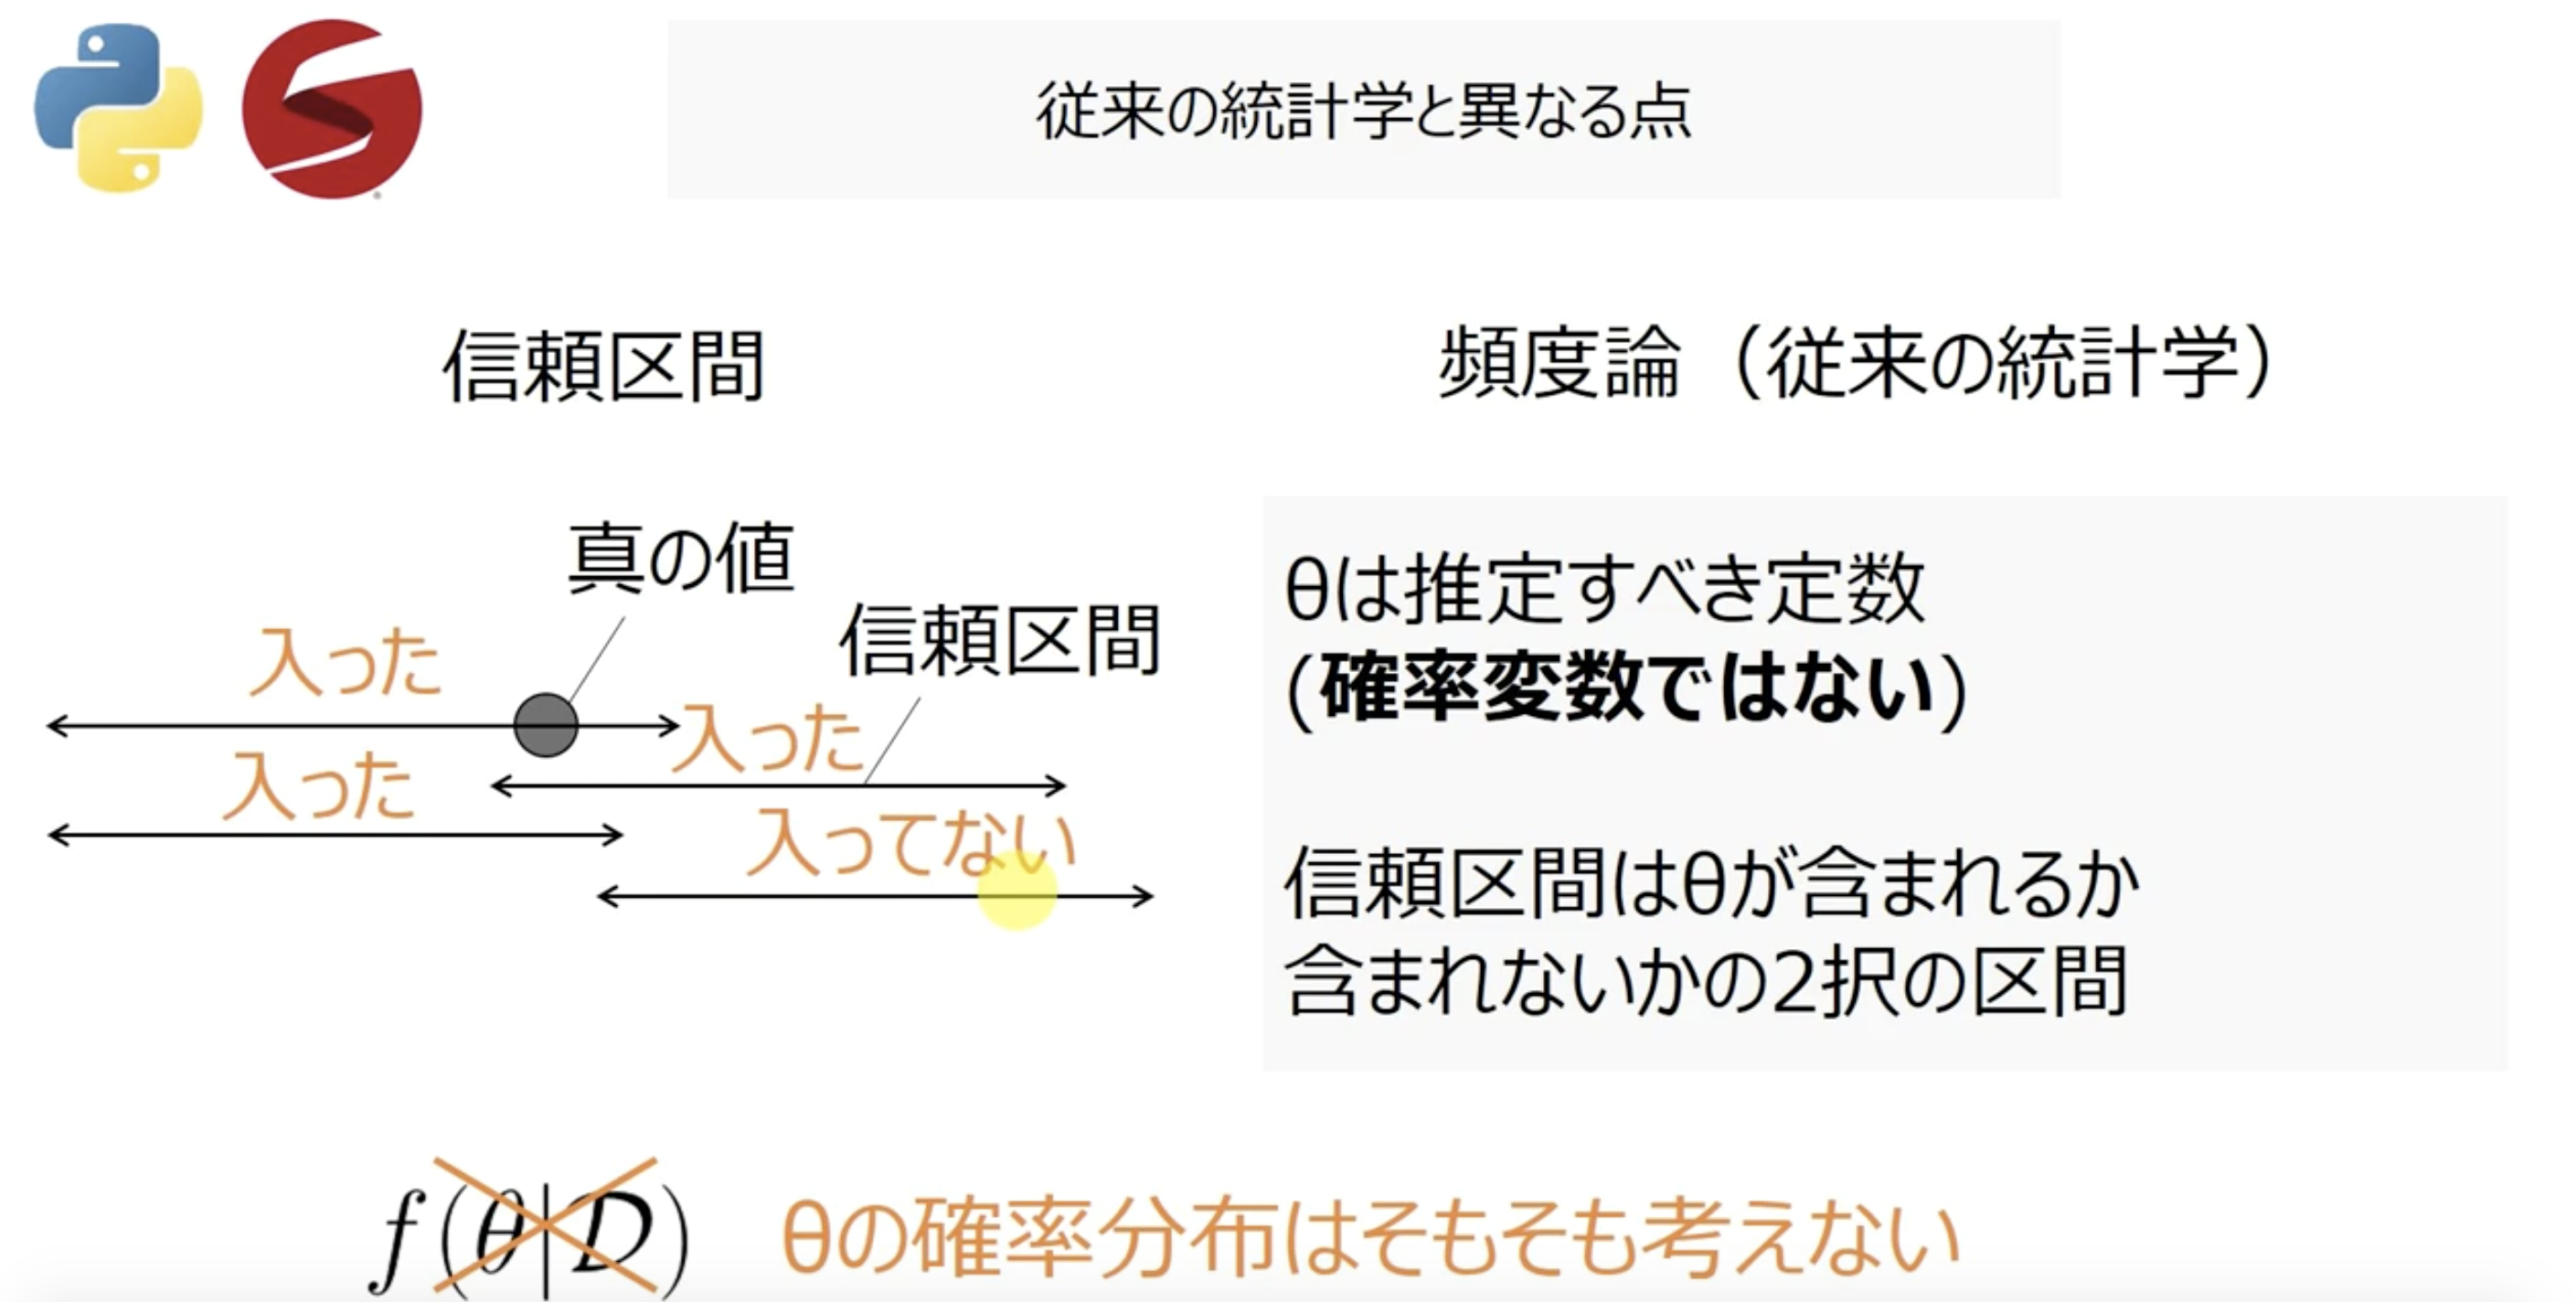 従来の統計学と異なる点
信頼区間
頻度論（従来の統計学）
真の値
信頼区間
入った
入った
入った
入ってない
θは推定すべき定数
(確率変数ではない)
信頼区間はθが含まれるか
含まれないかの2択の区間
f(θ|D)
θの確率分布はそもそも考えない